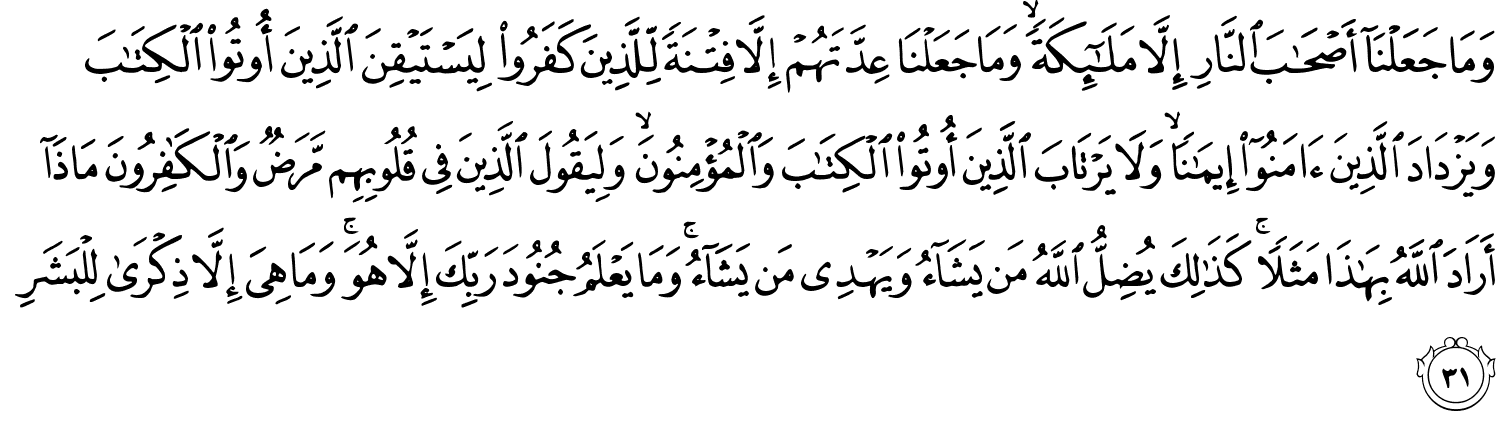 وَمَا جَعَلْنَآ أَصْحَـٰبَ ٱلنَّارِ إِلَّا مَلَـٰٓئِكَةً ۙ وَمَا جَعَلْنَا عِدَّتَهُمْ إِلَّا فِتْنَةً لِّلَّذِينَ كَفَرُوا۟ لِيَسْتَيْقِنَ ٱلَّذِينَ أُوتُوا۟ ٱلْكِتَـٰبَ
وَيَزْدَادَ ٱلَّذِينَ ءَامَنُوٓا۟ إِيمَـٰنًا ۙ وَلَا يَرْتَابَ ٱلَّذِينَ أُوتُوا۟ ٱلْكِتَـٰبَ وَٱلْمُؤْمِنُونَ ۙ وَلِيَقُولَ ٱلَّذِينَ فِى قُلُوبِهِم مَّرَضٌ وَٱلْكَـٰفِرُونَ مَاذَآ
أَرَادَ ٱللَّهُ بِهَـٰذَا مَثَلًا ۚ كَذَٰلِكَ يُضِلُّ ٱللَّهُ مَن يَشَآءُ وَيَهْدِى مَن يَشَآءُ ۚ وَمَا يَعْلَمُ جُنُودَ رَبِّكَ إِلَّا هُوَ ۚ وَمَا هِىَ إِلَّا ذِكْرَىٰ لِلْبَشَرِ
٣١